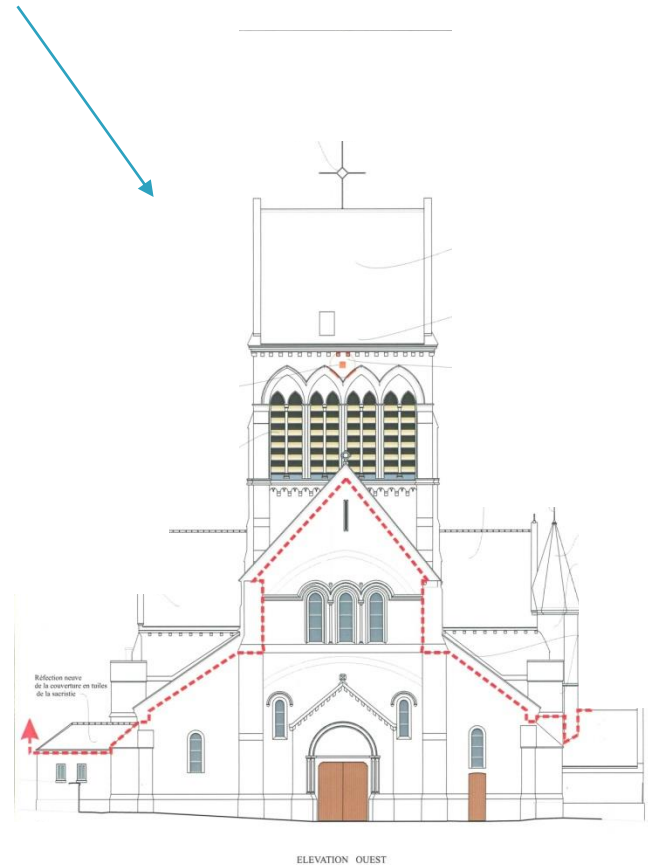 Réfection neuve
de la couverture en tuiles
de la sacristie
ELEVATION OUEST